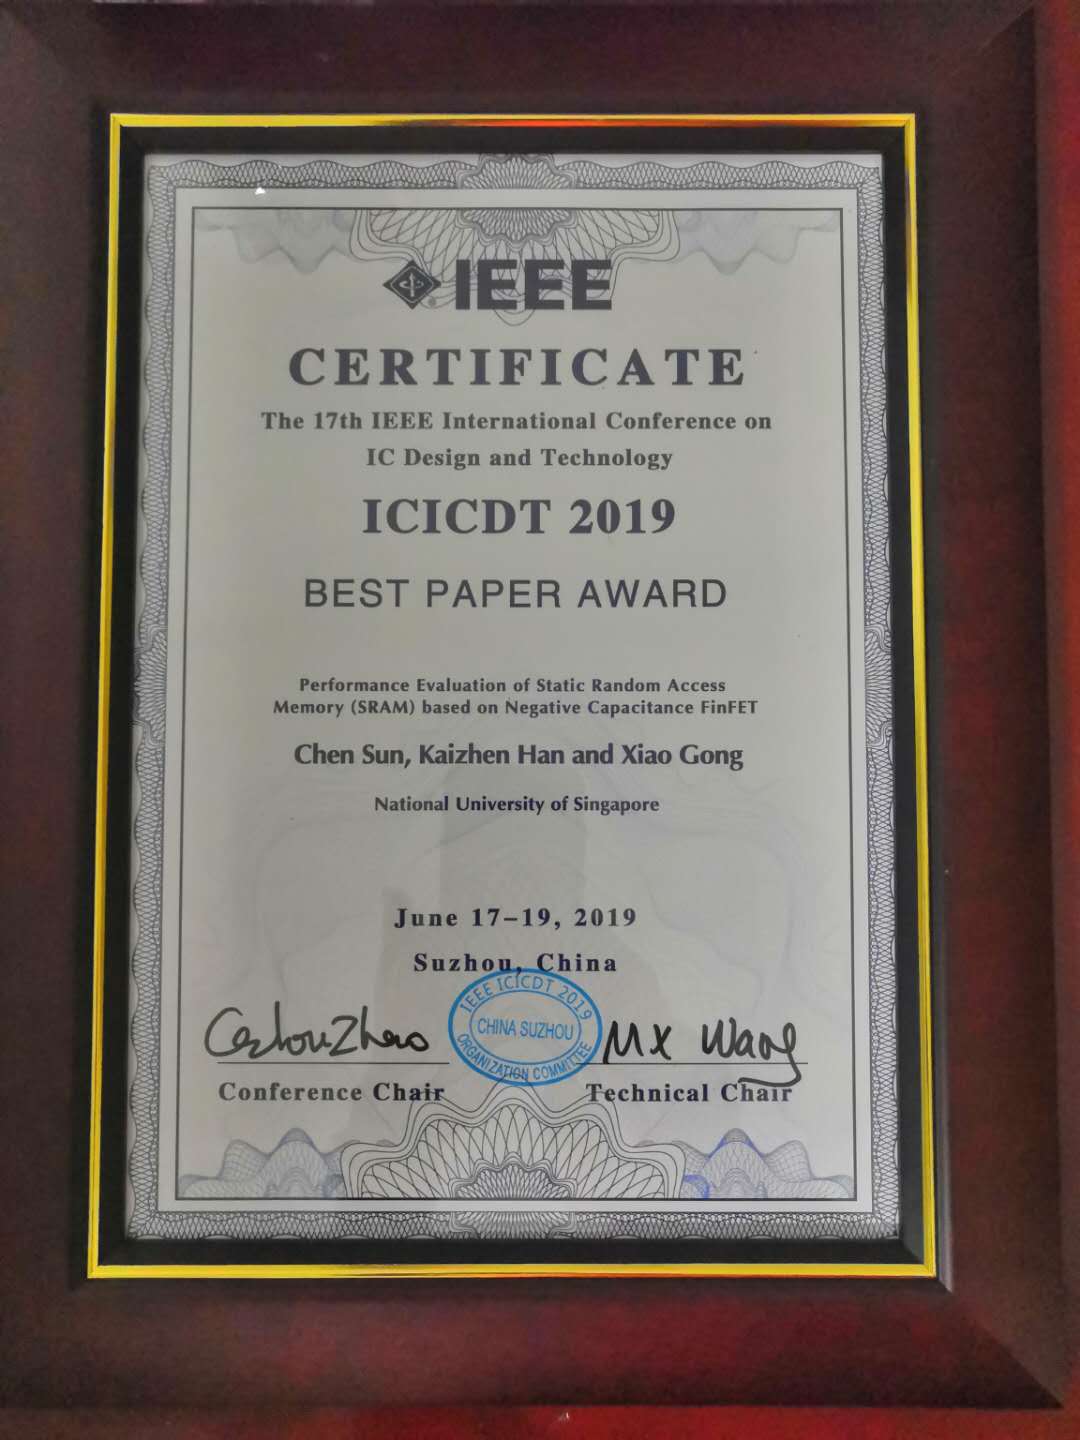 IEEE
CERTIFICATE
The 17th IEEE International Conference on
IC Design and Technology
ICICDT 2019
BEST PAPER AWARD
Performance Evaluation of Static Random Access
Memory (SRAM) based on Negative Capacitance FinFET
Chen Sun, Kaizhen Han and Xiao Gong
National University of Singapore
June 17–19, 2019
Suzhou, China
IEEE ICICDT 2019
CHINA SUZHOU
ORGANIZATION COMMITTEE
MX Wang
Conference Chair
Technical Chair